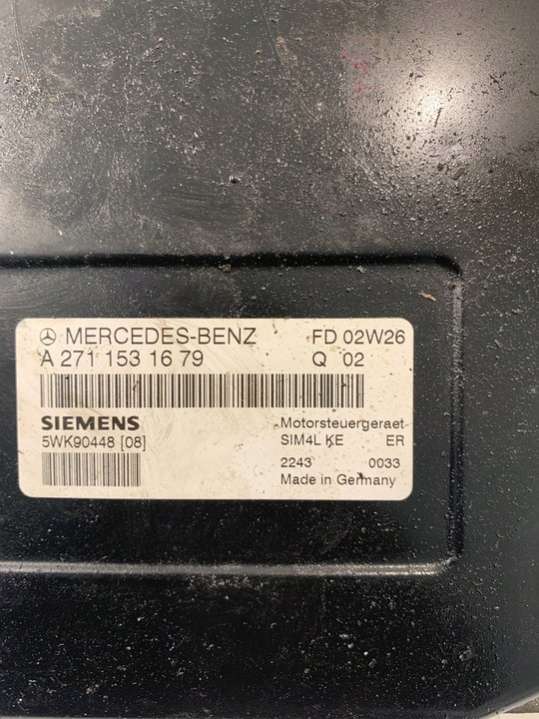 MERCEDES-BENZ FD 02W26
A 271 153 16 79 Q 02
SIEMENS Motorsteuergeraet
5WK90448 [08] SIM4L KE ER
2243 0033
Made in Germany